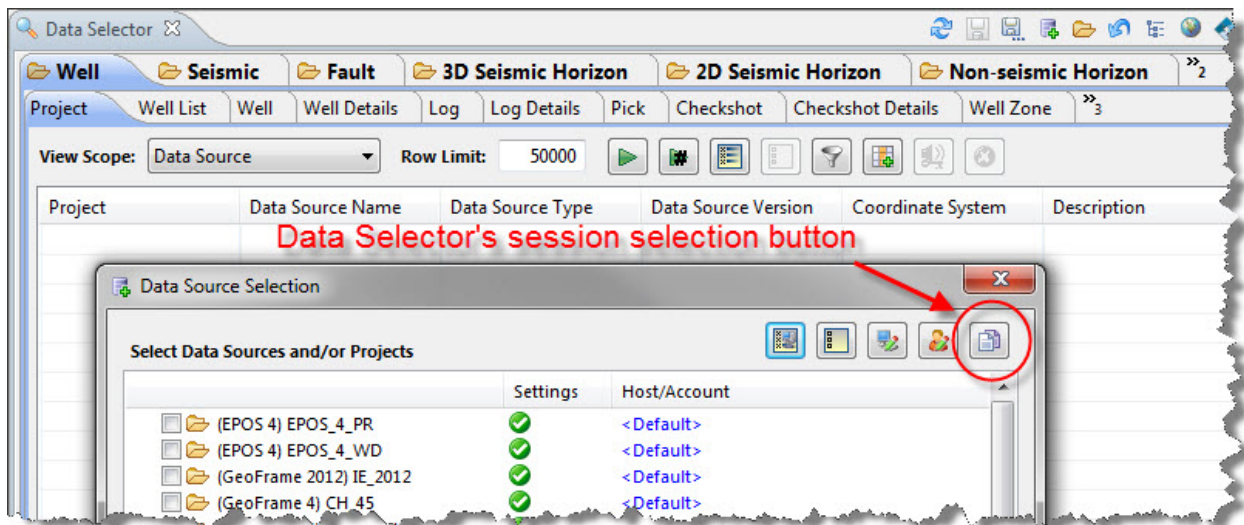 Data Selector
Well Seismic Fault 3D Seismic Horizon 2D Seismic Horizon Non-seismic Horizon »2
Project Well List Well Well Details Log Log Details Pick Checkshot Checkshot Details Well Zone »3
View Scope: Data Source Row Limit: 50000 #
Project Data Source Name Data Source Type Data Source Version Coordinate System Description
Data Selector's session selection button
Data Source Selection
Select Data Sources and/or Projects
Settings Host/Account
(EPOS 4) EPOS_4_PR <Default>
(EPOS 4) EPOS_4_WD <Default>
(GeoFrame 2012) IE_2012 <Default>
(GeoFrame 4) CH_45 <Default>